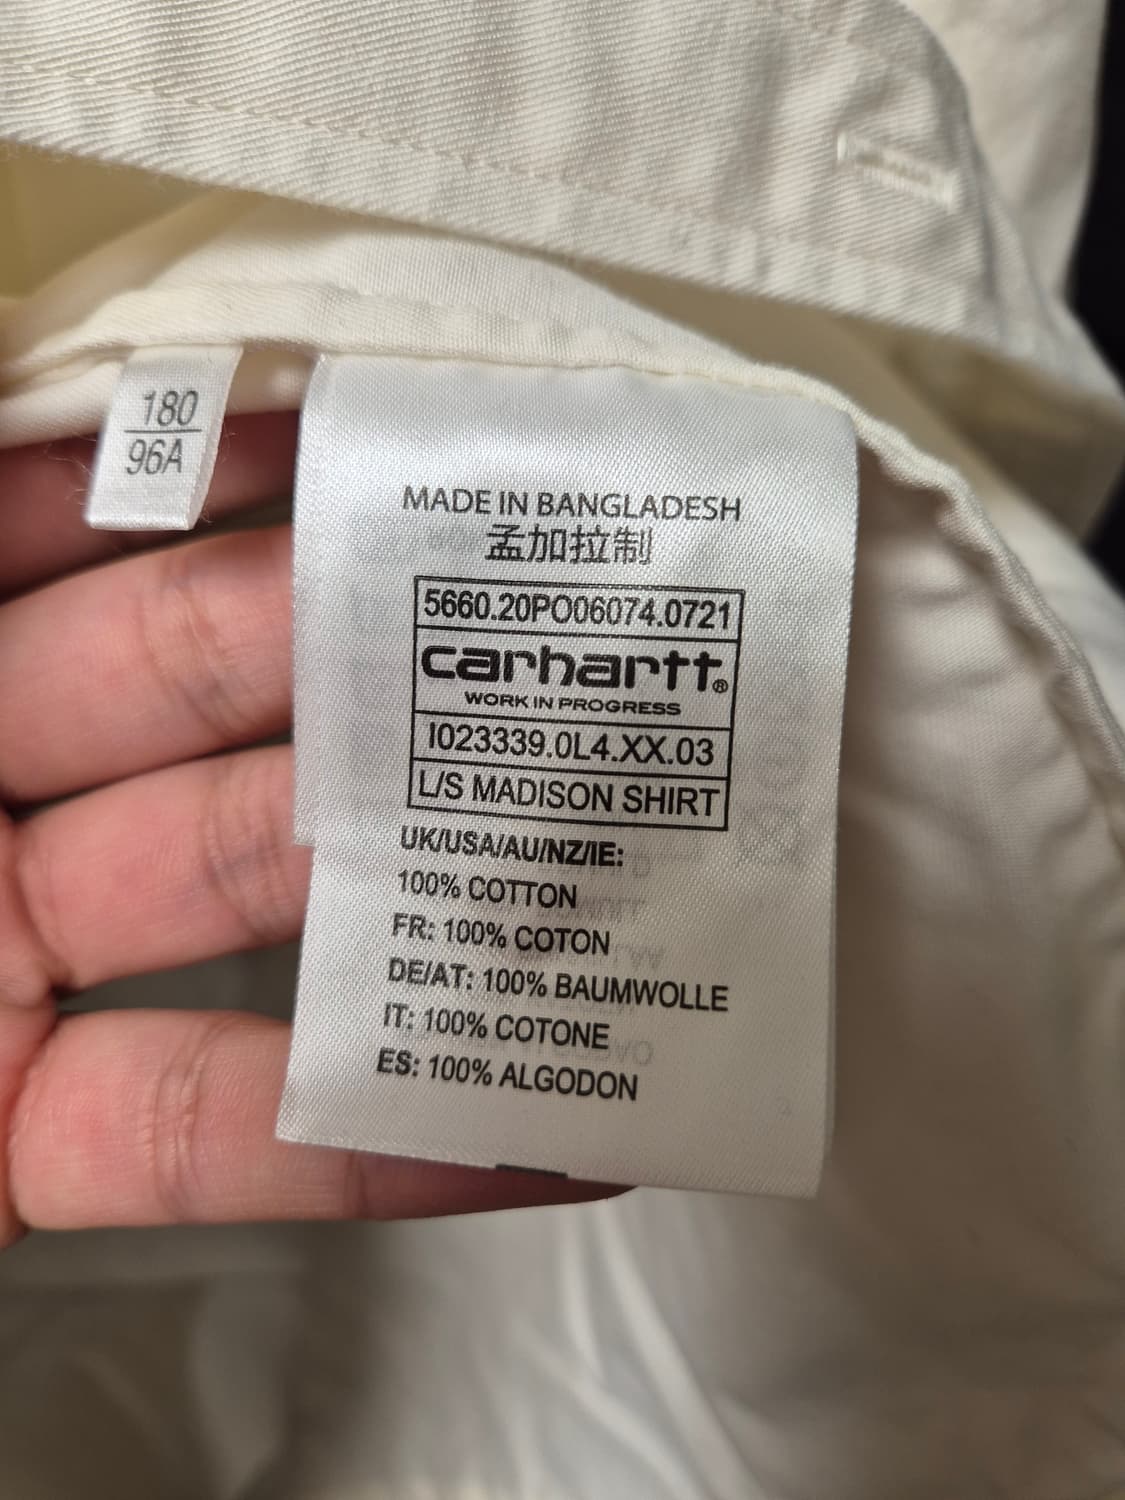 180
96A
MADE IN BANGLADESH
孟加拉制
5660.20PO06074.0721
carhartt®
WORK IN PROGRESS
I023339.0L4.XX.03
L/S MADISON SHIRT
UK/USA/AU/NZ/IE:
100% COTTON
FR: 100% COTON
DE/AT: 100% BAUMWOLLE
IT: 100% COTONE
ES: 100% ALGODON